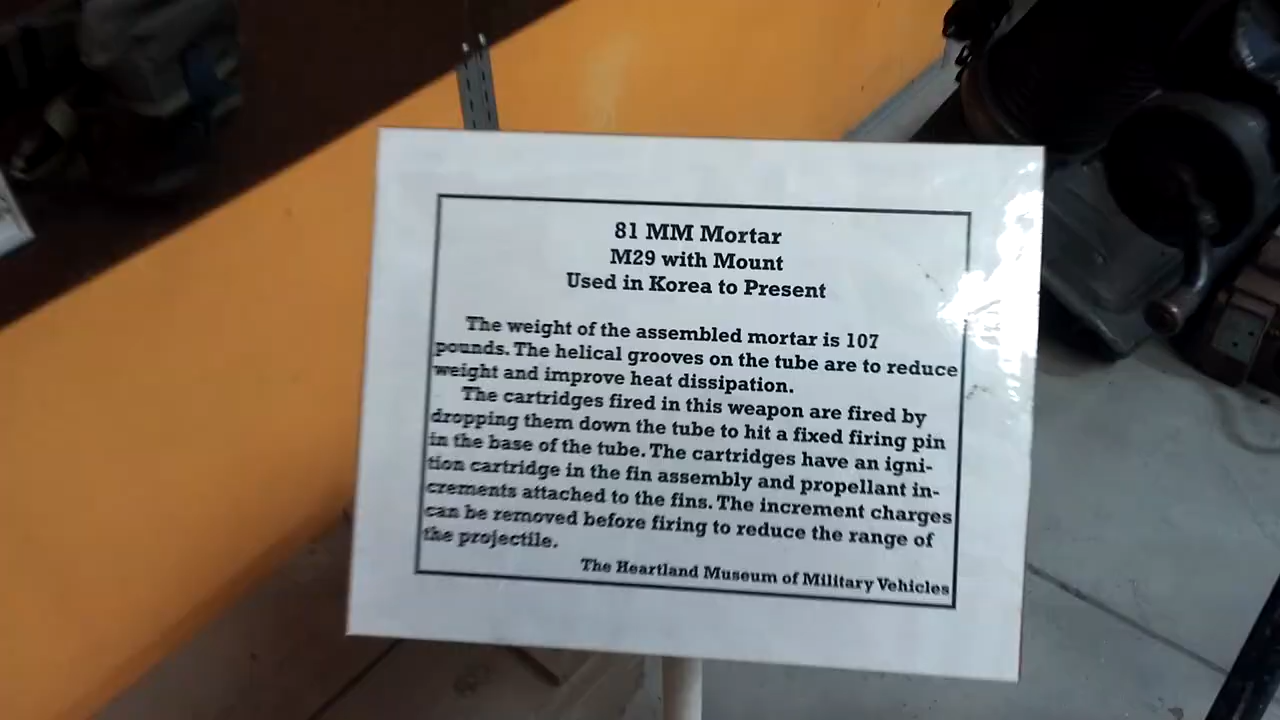 81 MM Mortar
M29 with Mount
Used in Korea to Present
The weight of the assembled mortar is 107
pounds. The helical grooves on the tube are to reduce
weight and improve heat dissipation.
The cartridges fired in this weapon are fired by
dropping them down the tube to hit a fixed firing pin
in the base of the tube. The cartridges have an igni-
tion cartridge in the fin assembly and propellant in-
crements attached to the fins. The increment charges
can be removed before firing to reduce the range of
the projectile.
The Heartland Museum of Military Vehicles